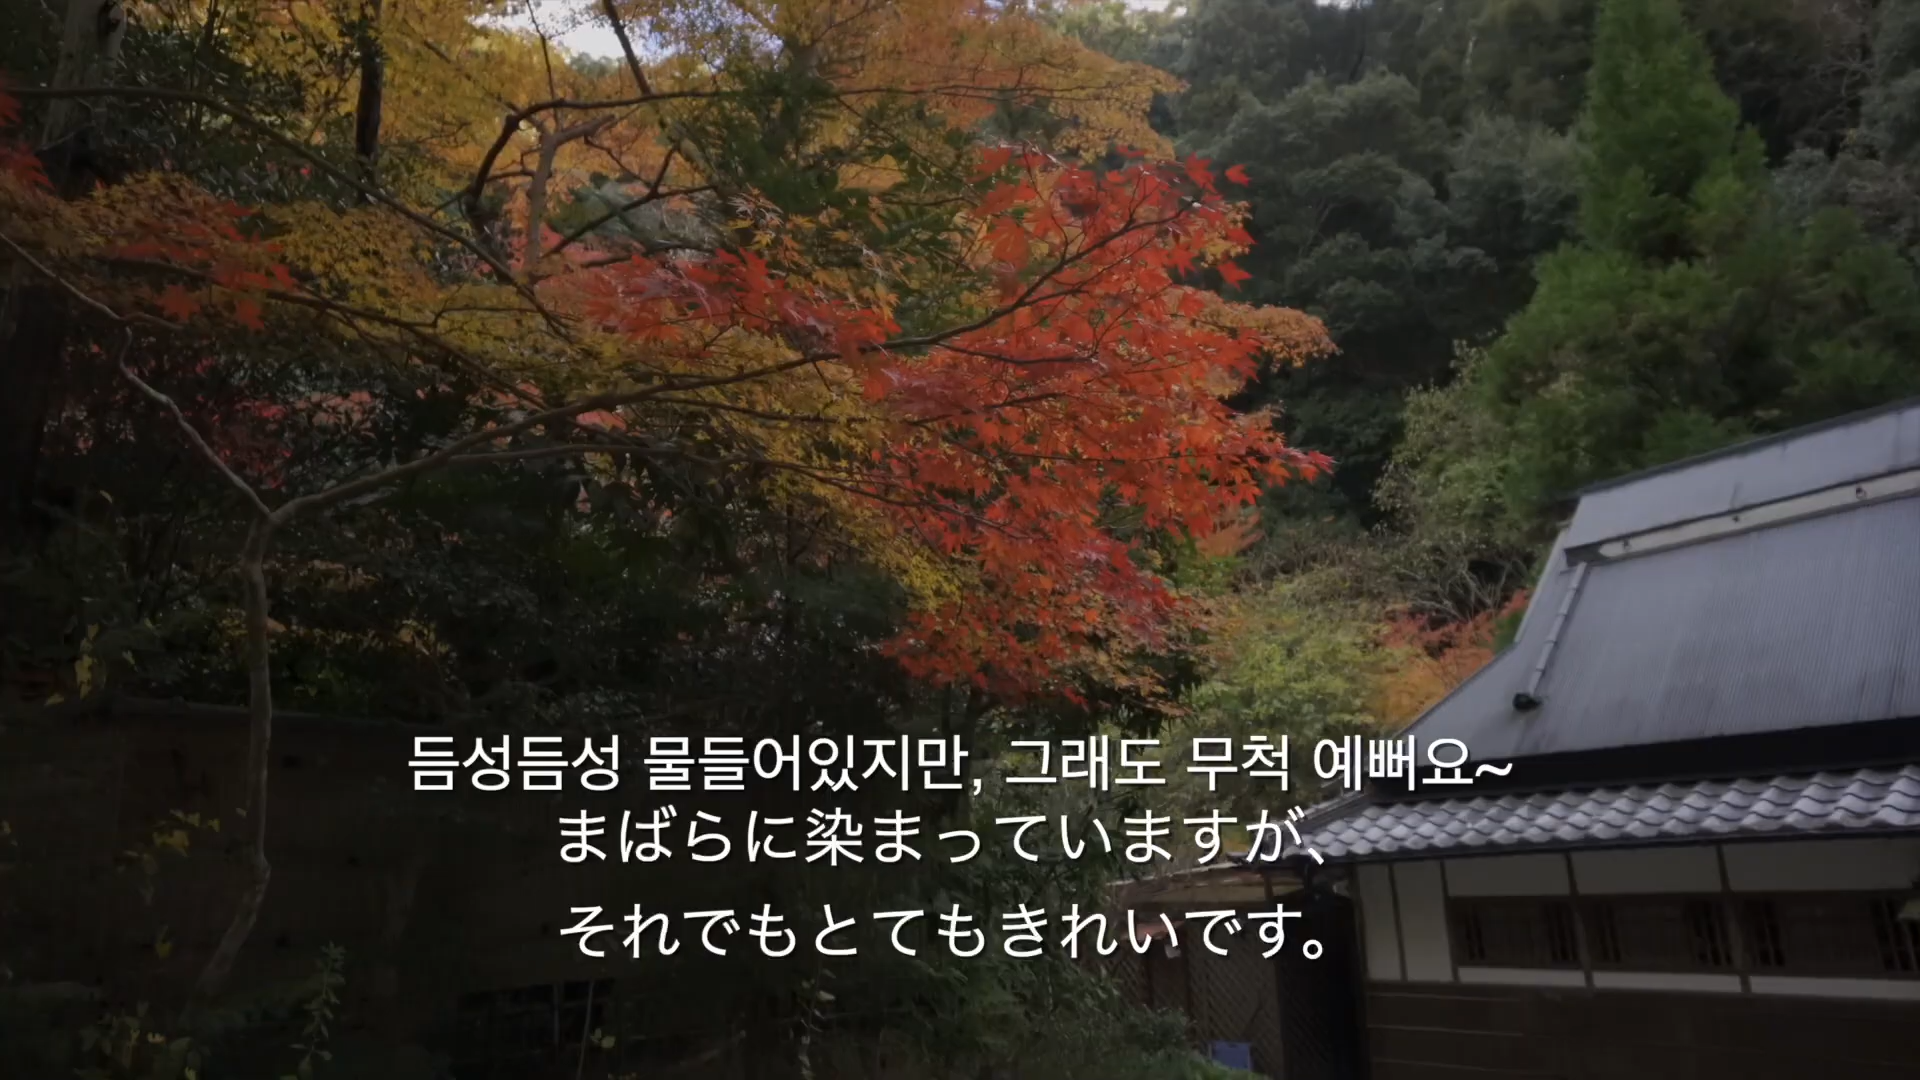 듬성듬성 물들어있지만, 그래도 무척 예뻐요~
まばらに染まっていますが、
それでもとてもきれいです。